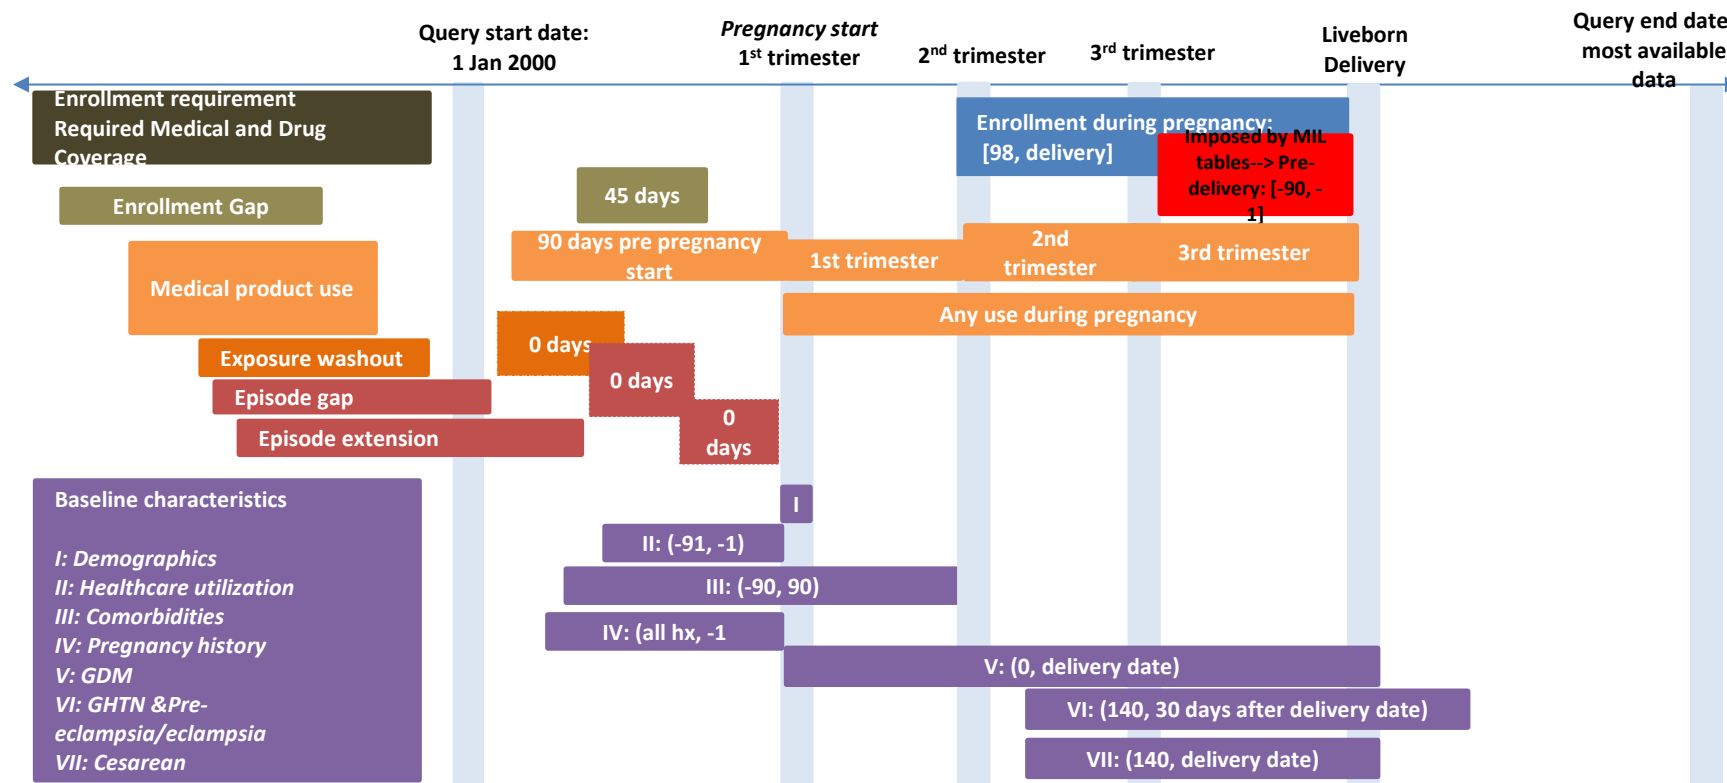 Query start date:
1 Jan 2000
Pregnancy start
1st trimester
2nd trimester
3rd trimester
Liveborn
Delivery
Query end date
most available
data
Enrollment requirement
Required Medical and Drug
Coverage
Enrollment during pregnancy:
[98, delivery]
Imposed by MIL
tables--> Pre-
delivery: [-90, -
1]
Enrollment Gap
45 days
Medical product use
90 days pre pregnancy
start
1st trimester
2nd
trimester
3rd trimester
Any use during pregnancy
Exposure washout
0 days
Episode gap
0 days
Episode extension
0
days
Baseline characteristics
I: Demographics
II: Healthcare utilization
III: Comorbidities
IV: Pregnancy history
V: GDM
VI: GHTN &Pre-
eclampsia/eclampsia
VII: Cesarean
I
II: (-91, -1)
III: (-90, 90)
IV: (all hx, -1
V: (0, delivery date)
VI: (140, 30 days after delivery date)
VII: (140, delivery date)